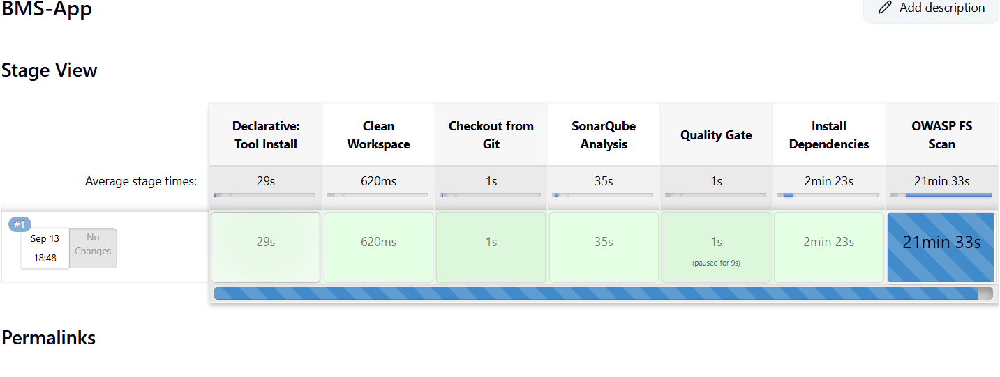 BMS-App
Add description
Stage View
Declarative:
Tool Install
Clean
Workspace
Checkout from
Git
SonarQube
Analysis
Quality Gate
Install
Dependencies
OWASP FS
Scan
Average stage times:
29s
620ms
1s
35s
1s
2min 23s
21min 33s
#1
Sep 13
18:48
No
Changes
29s
620ms
1s
35s
1s
(paused for 9s)
2min 23s
21min 33s
Permalinks